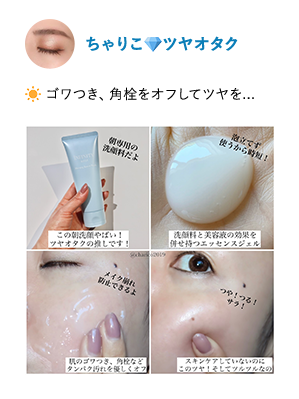 ちゃりこ💎ツヤオタク
ゴワつき、角栓をオフしてツヤを…
朝専用の
洗顔料だよ
この朝洗顔やばい！
ツヤオタクの推しです！
泡立てず
使うから時短！
洗顔料と美容液の効果を
併せ持つエッセンスジェル
メイク崩れ
防止できるよ
肌のゴワつき、角栓など
タンパク汚れを優しくオフ
つや！つる！
サラ！
スキンケアしていないのに
このツヤ！そしてツルツルなの